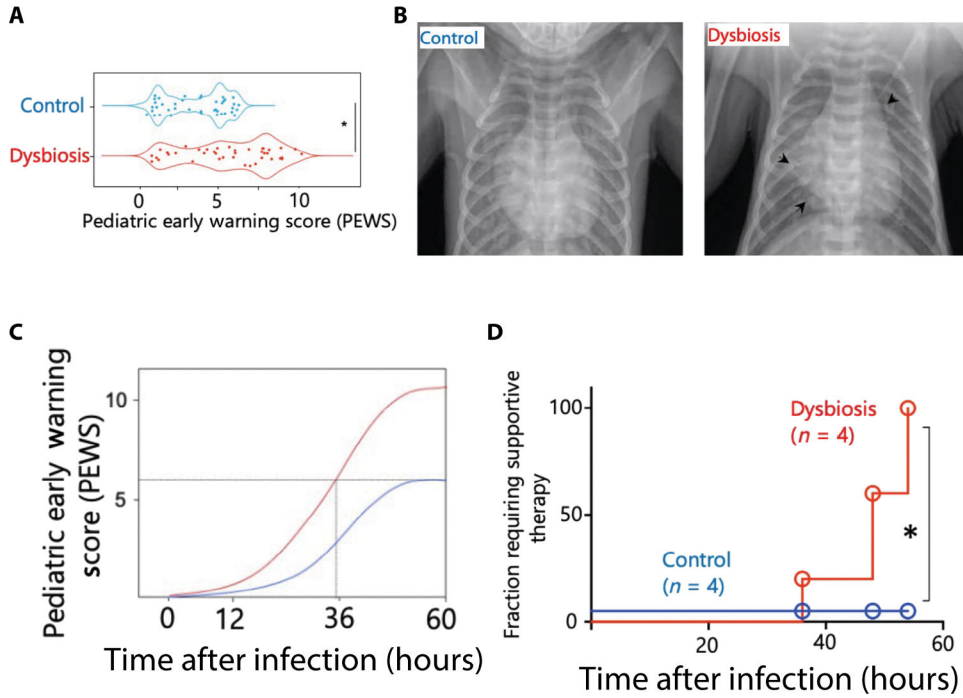 A
Control
Dysbiosis
*
0
5
10
Pediatric early warning score (PEWS)
B
Control
Dysbiosis
C
Pediatric early warning
score (PEWS)
10
5
0
12
36
60
Time after infection (hours)
D
Fraction requiring supportive
therapy
100
50
0
Dysbiosis
(n = 4)
Control
(n = 4)
*
20
40
60
Time after infection (hours)